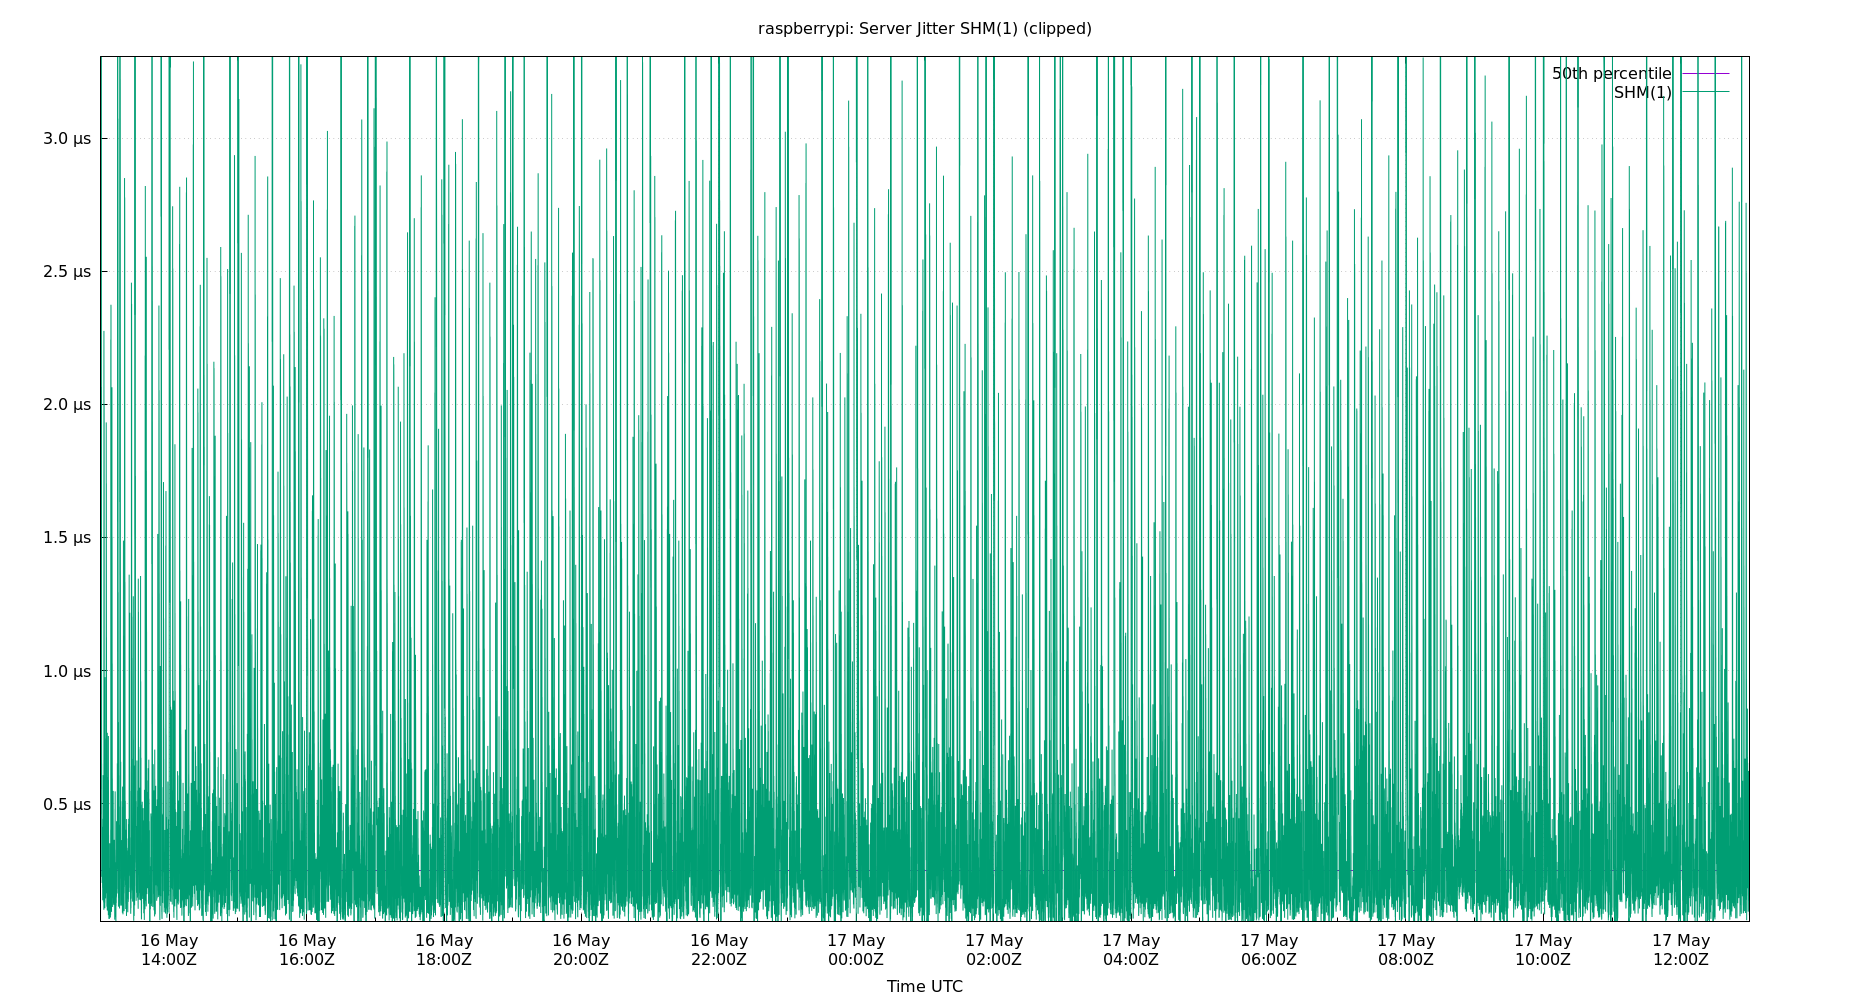 raspberrypi: Server Jitter SHM(1) (clipped)
50th percentile
SHM(1)
3.0 µs
2.5 µs
2.0 µs
1.5 µs
1.0 µs
0.5 µs
16 May 16 May 16 May 16 May 16 May 17 May 17 May 17 May 17 May 17 May 17 May 17 May
14:00Z 16:00Z 18:00Z 20:00Z 22:00Z 00:00Z 02:00Z 04:00Z 06:00Z 08:00Z 10:00Z 12:00Z
Time UTC